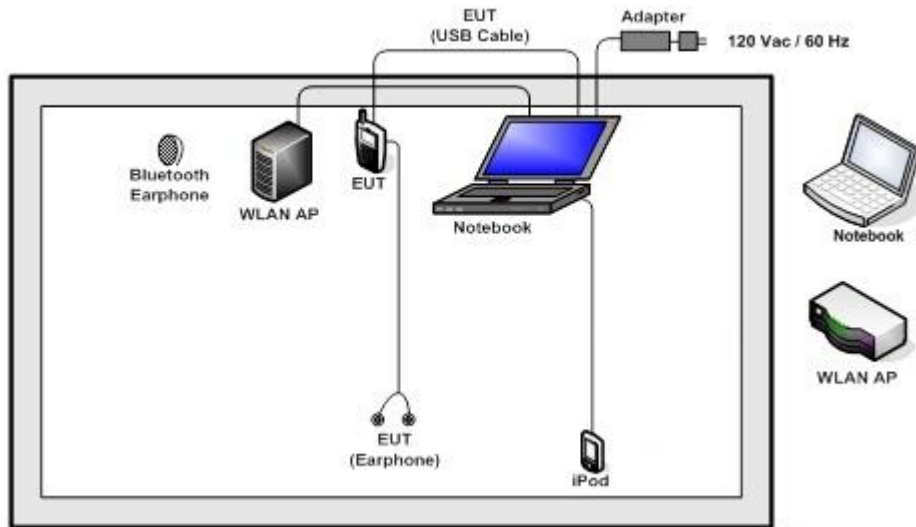 EUT
(USB Cable)
Adapter
120 Vac / 60 Hz
Bluetooth
Earphone
WLAN AP
EUT
Notebook
Notebook
WLAN AP
EUT
(Earphone)
iPod